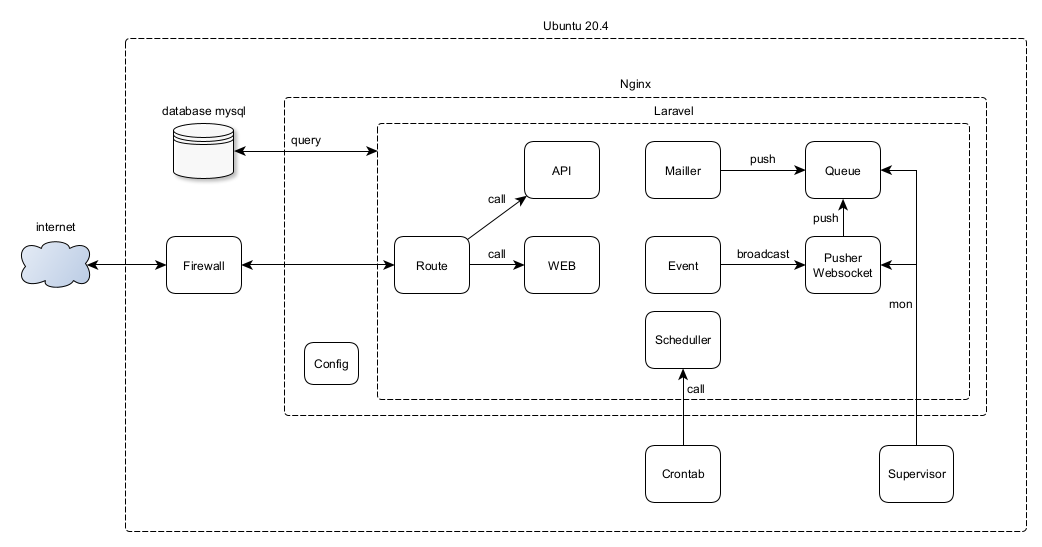 Ubuntu 20.4
Nginx
database mysql
Laravel
query
API
Mailler
push
Queue
call
push
internet
Firewall
Route
call
WEB
Event
broadcast
Pusher
Websocket
mon
Scheduller
Config
call
Crontab
Supervisor